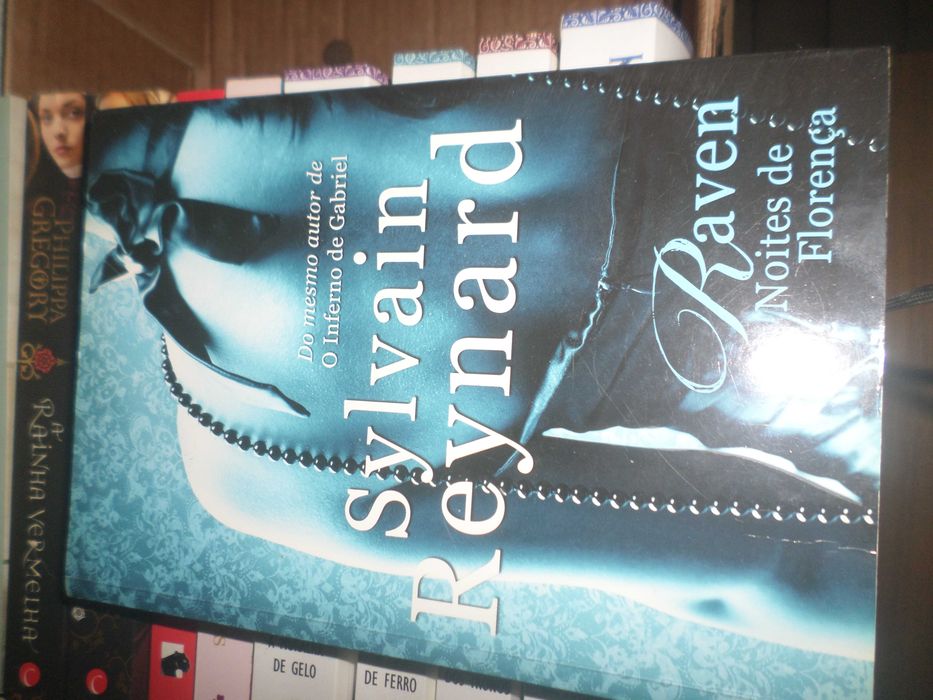 Do mesmo autor de
O Inferno de Gabriel
Sylvain
Reynard
Raven
Noites de
Florença
PHILIPPA
GREGORY
A
RAINHA VERMELHA
DE GELO
DE FERRO